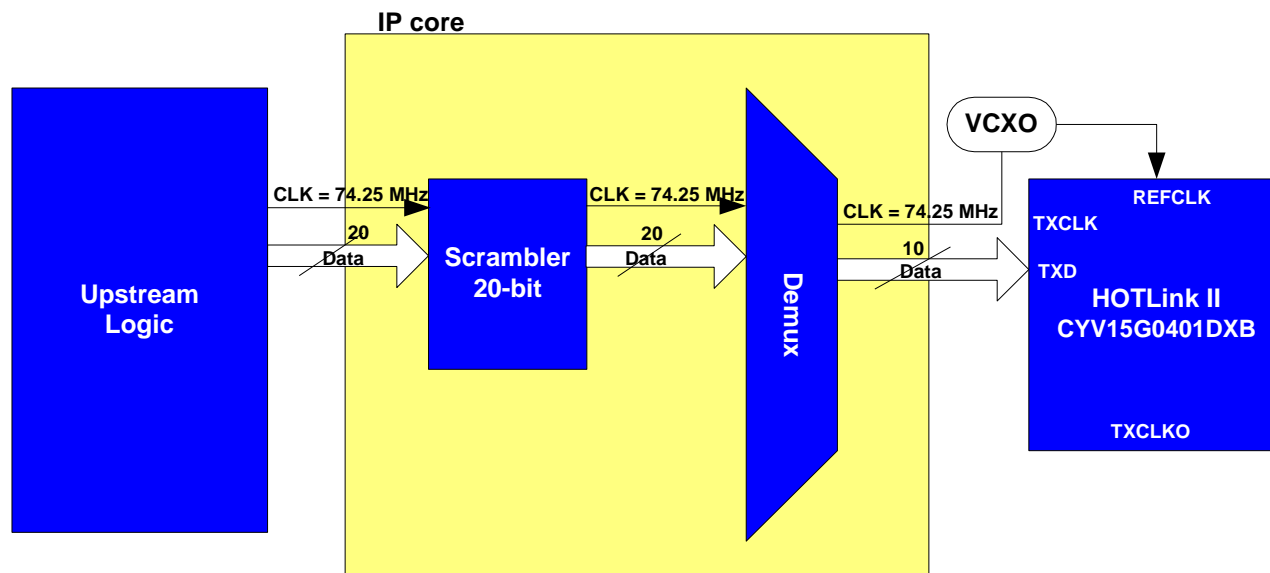 IP core
Upstream
Logic
CLK = 74.25 MHz
20
Data
Scrambler
20-bit
CLK = 74.25 MHz
20
Data
Demux
CLK = 74.25 MHz
10
Data
VCXO
REFCLK
TXCLK
TXD
HOTLink II
CYV15G0401DXB
TXCLKO